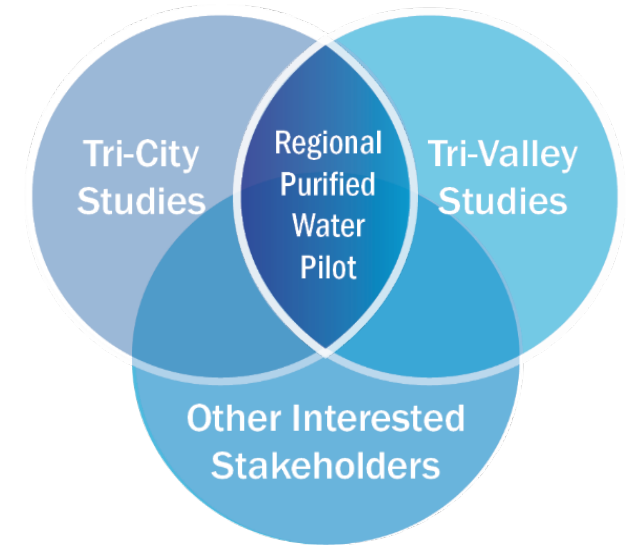 Tri-City
Studies
Regional
Purified
Water
Pilot
Tri-Valley
Studies
Other Interested
Stakeholders